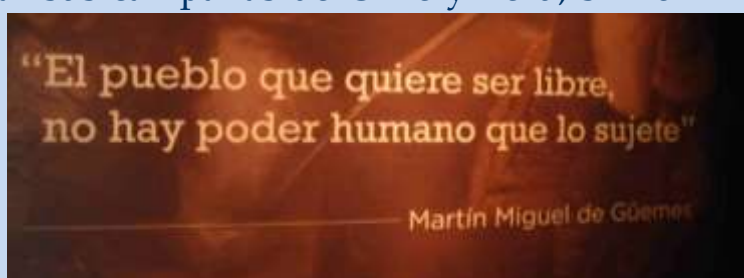 “El pueblo que quiere ser libre,
no hay poder humano que lo sujete”
Martín Miguel de Güemes